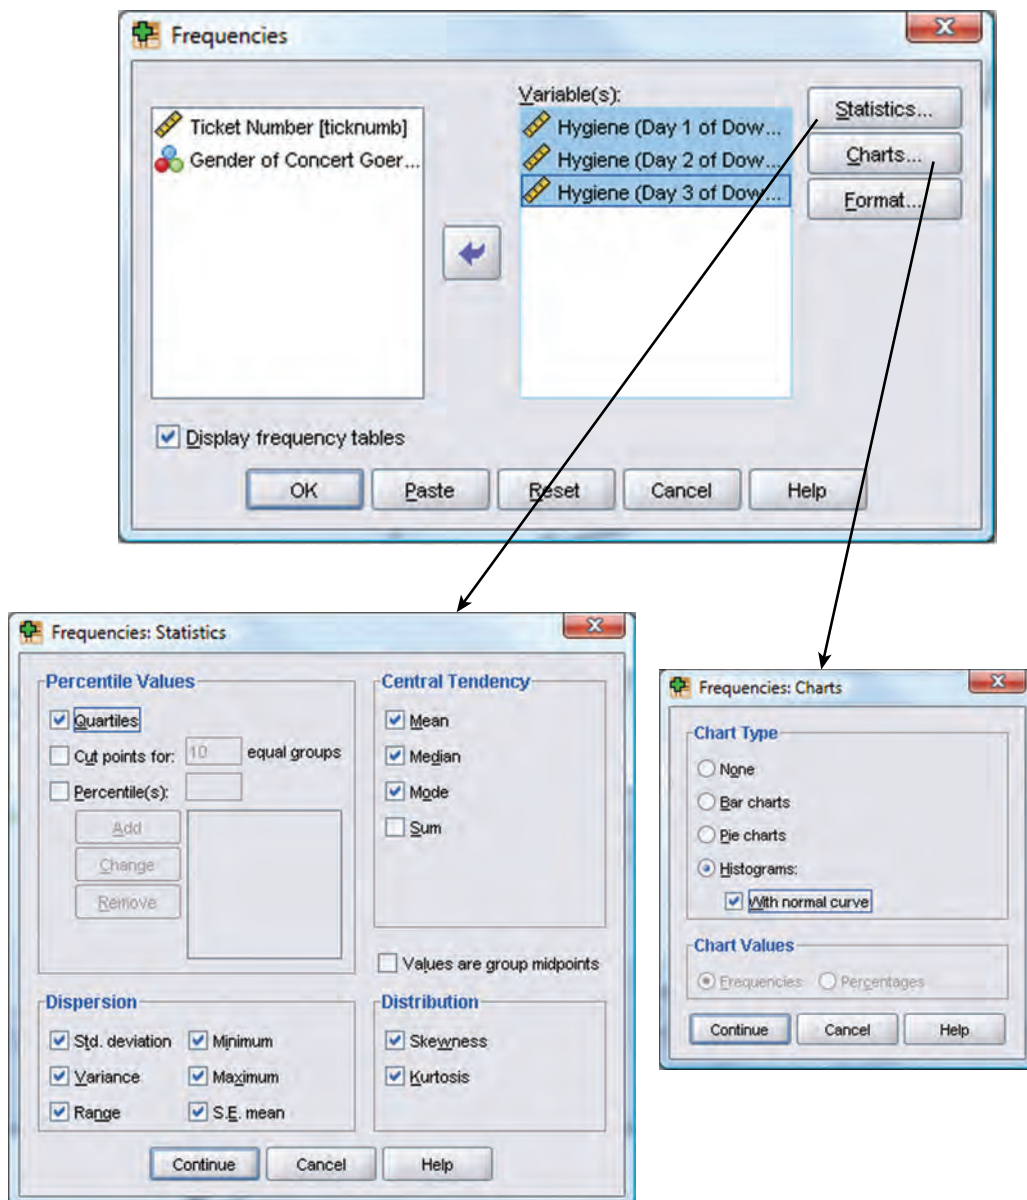 Frequencies
Variable(s):
Ticket Number [ticknumb]
Gender of Concert Goer...
Hygiene (Day 1 of Dow...
Hygiene (Day 2 of Dow...
Hygiene (Day 3 of Dow...
Statistics...
Charts...
Format...
Display frequency tables
OK Paste Reset Cancel Help
Frequencies: Statistics
Percentile Values
Quartiles
Cut points for: 10 equal groups
Percentile(s):
Add
Change
Remove
Central Tendency
Mean
Median
Mode
Sum
Values are group midpoints
Dispersion
Std. deviation Minimum
Variance Maximum
Range S.E. mean
Distribution
Skewness
Kurtosis
Continue Cancel Help
Frequencies: Charts
Chart Type
None
Bar charts
Pie charts
Histograms:
With normal curve
Chart Values
Frequencies Percentages
Continue Cancel Help